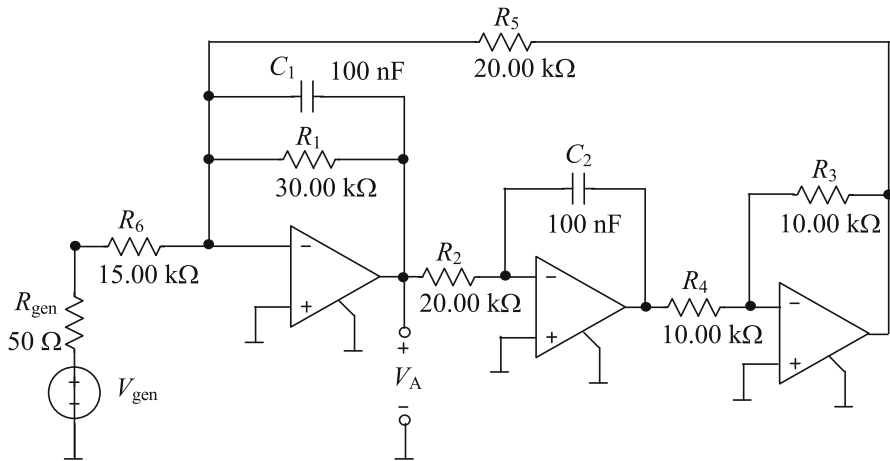 R5
20.00 kΩ
C1 100 nF
R1
30.00 kΩ
C2
100 nF
R3
10.00 kΩ
R6
15.00 kΩ
−
+
R2
20.00 kΩ
−
+
R4
10.00 kΩ
−
+
Rgen
50 Ω
+
VA
−
+
−
Vgen